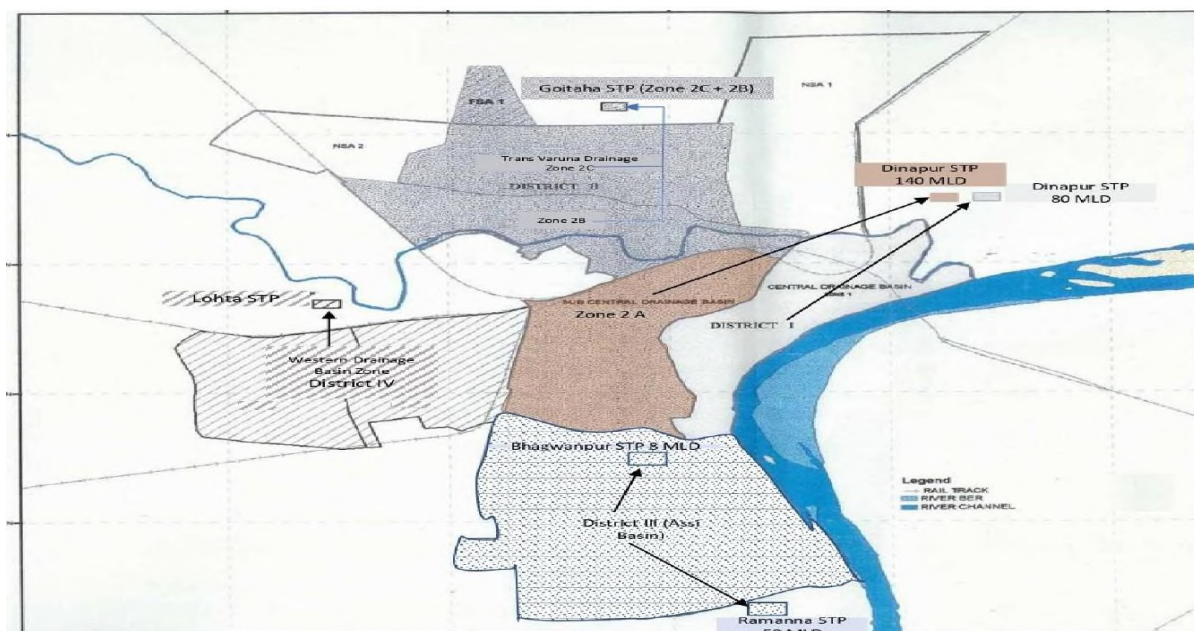 FSA 1
Goitaha STP (Zone 2C + 2B)
NSA 1
NSA 2
Trans Varuna Drainage
Zone 2C
DISTRICT II
Zone 2B
Dinapur STP
140 MLD
Dinapur STP
80 MLD
Lohta STP
SUB CENTRAL DRAINAGE BASIN
Zone 2 A
CENTRAL DRAINAGE BASIN
DISTRICT I
Western Drainage
Basin Zone
District IV
Bhagwanpur STP 8 MLD
District III (Assi
Basin)
Legend
RAIL TRACK
RIVER BER
RIVER CHANNEL
Ramanna STP